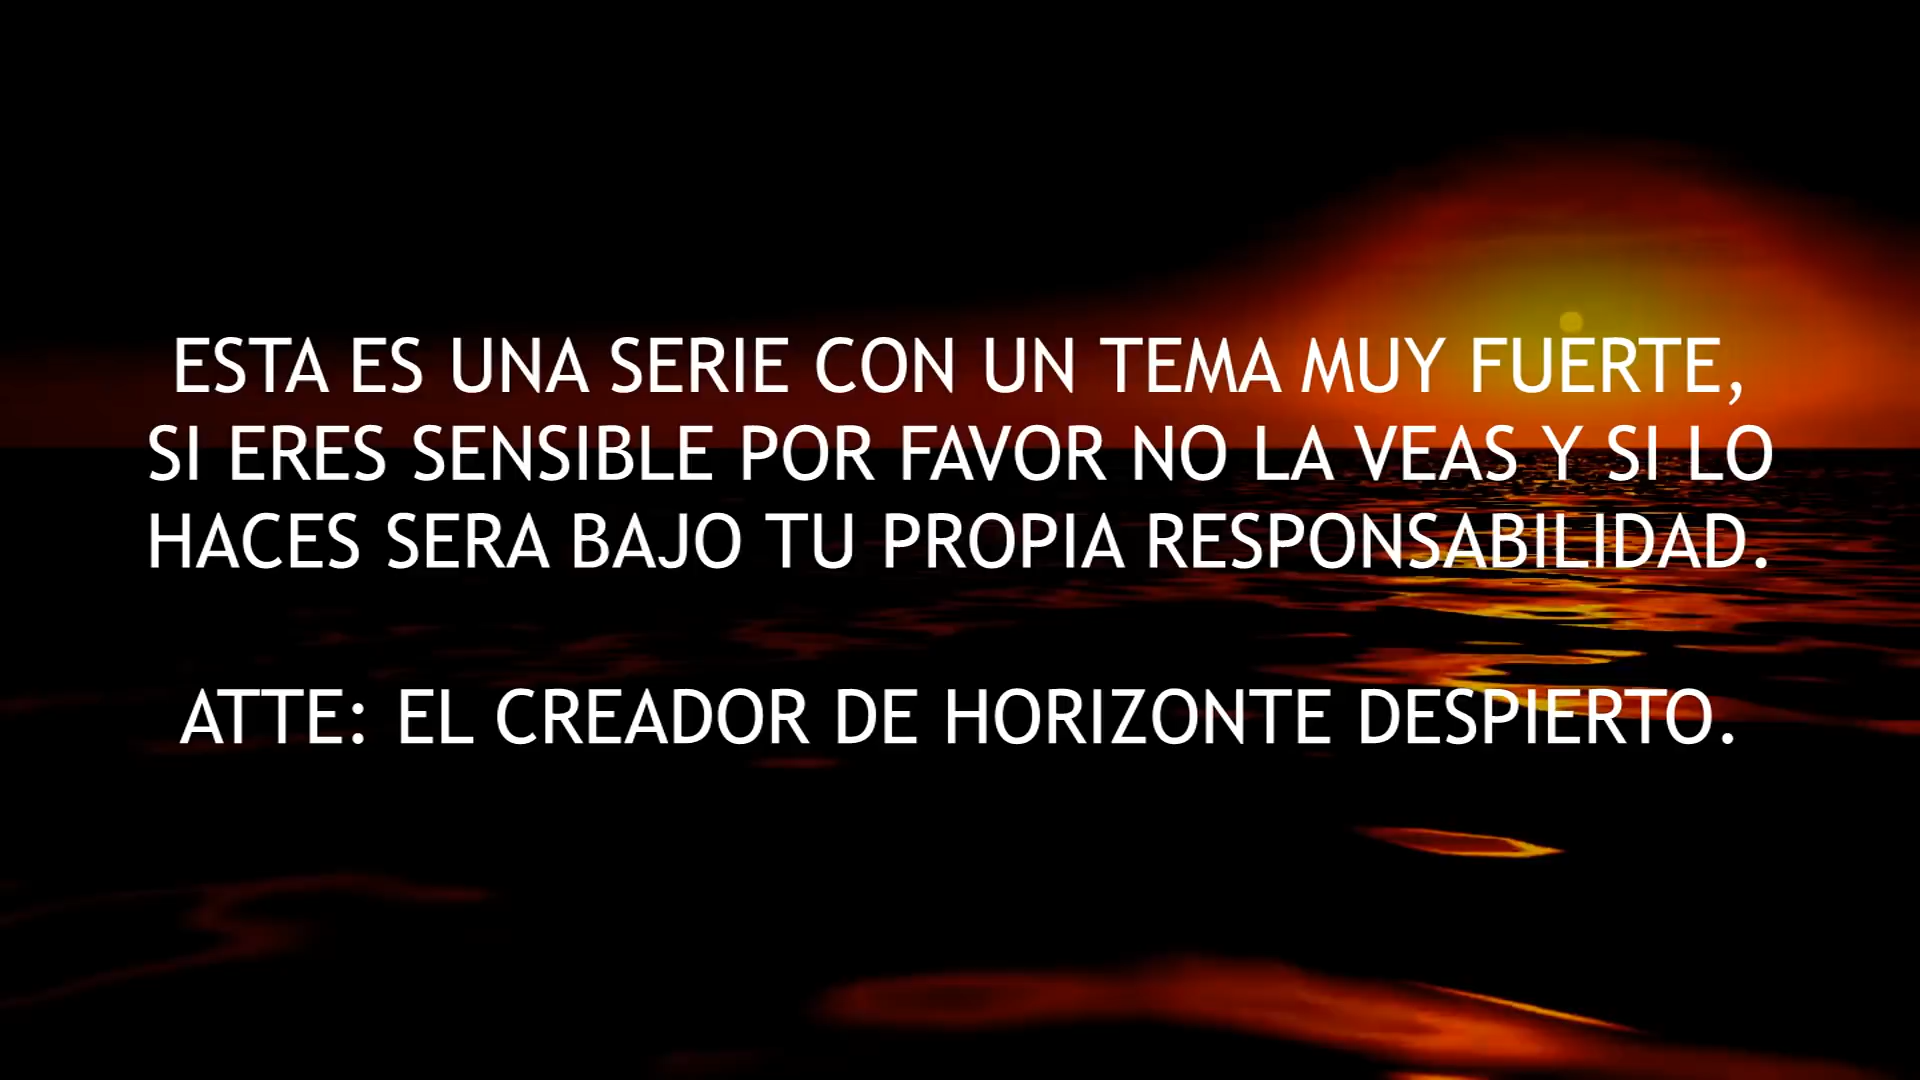 ESTA ES UNA SERIE CON UN TEMA MUY FUERTE,
SI ERES SENSIBLE POR FAVOR NO LA VEAS Y SI LO
HACES SERA BAJO TU PROPIA RESPONSABILIDAD.
ATTE: EL CREADOR DE HORIZONTE DESPIERTO.